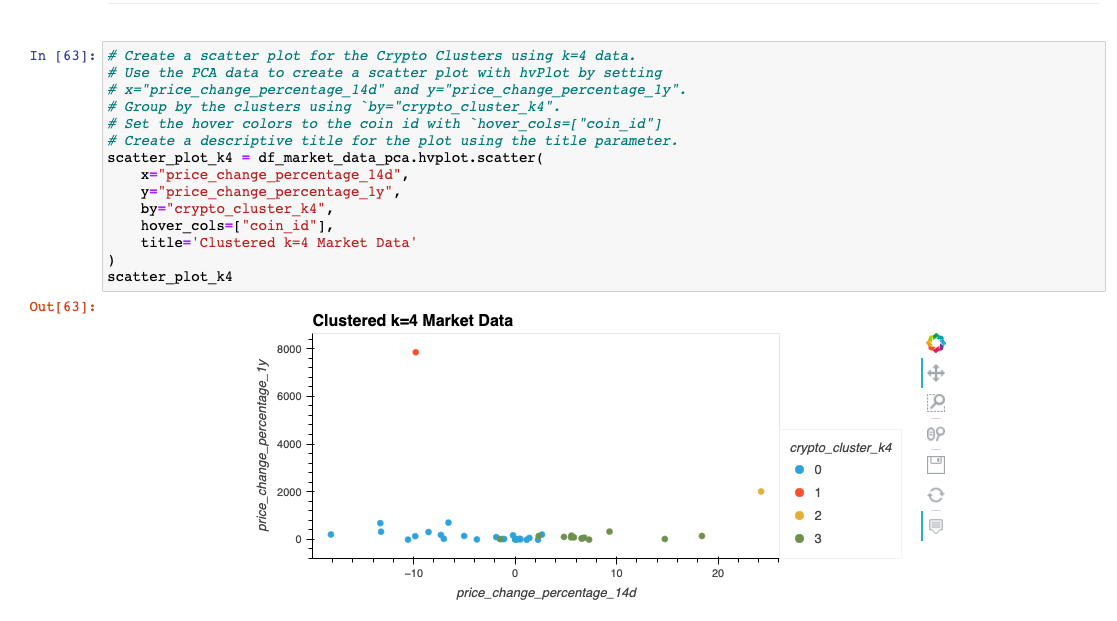 In [63]:
# Create a scatter plot for the Crypto Clusters using k=4 data.
# Use the PCA data to create a scatter plot with hvPlot by setting
# x="price_change_percentage_14d" and y="price_change_percentage_1y".
# Group by the clusters using `by="crypto_cluster_k4".
# Set the hover colors to the coin id with `hover_cols=["coin_id"]
# Create a descriptive title for the plot using the title parameter.
scatter_plot_k4 = df_market_data_pca.hvplot.scatter(
    x="price_change_percentage_14d",
    y="price_change_percentage_1y",
    by="crypto_cluster_k4",
    hover_cols=["coin_id"],
    title='Clustered k=4 Market Data'
)
scatter_plot_k4
Out[63]:
Clustered k=4 Market Data
price_change_percentage_1y
8000
6000
4000
2000
0
−10
0
10
20
price_change_percentage_14d
crypto_cluster_k4
0
1
2
3